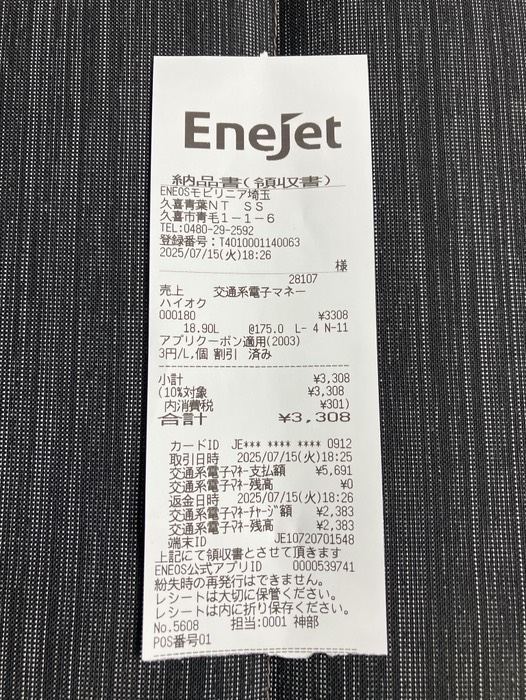 Enejet
納品書(領収書)
ENEOSモビリニア埼玉
久喜青葉NT SS
久喜市青毛1-1-6
TEL:0480-29-2592
登録番号:T4010001140063
2025/07/15(火)18:26
様
28107
売上 交通系電子マネー
ハイオク
000180 ¥3308
18.90L @175.0 L- 4 N-11
アプリクーポン適用(2003)
3円/L,個 割引 済み
小計 ¥3,308
(10%対象 ¥3,308
内消費税 ¥301)
合計 ¥3,308
カードID JE*** **** **** 0912
取引日時 2025/07/15(火)18:25
交通系電子マネー支払額 ¥5,691
交通系電子マネー残高 ¥0
返金日時 2025/07/15(火)18:26
交通系電子マネーチャージ額 ¥2,383
交通系電子マネー残高 ¥2,383
端末ID JE10720701548
上記にて領収書とさせて頂きます
ENEOS公式アプリID 0000539741
紛失時の再発行はできません。
レシートは大切に保管ください。
レシートは内に折り保存ください。
No.5608 担当:0001 神部
POS番号01